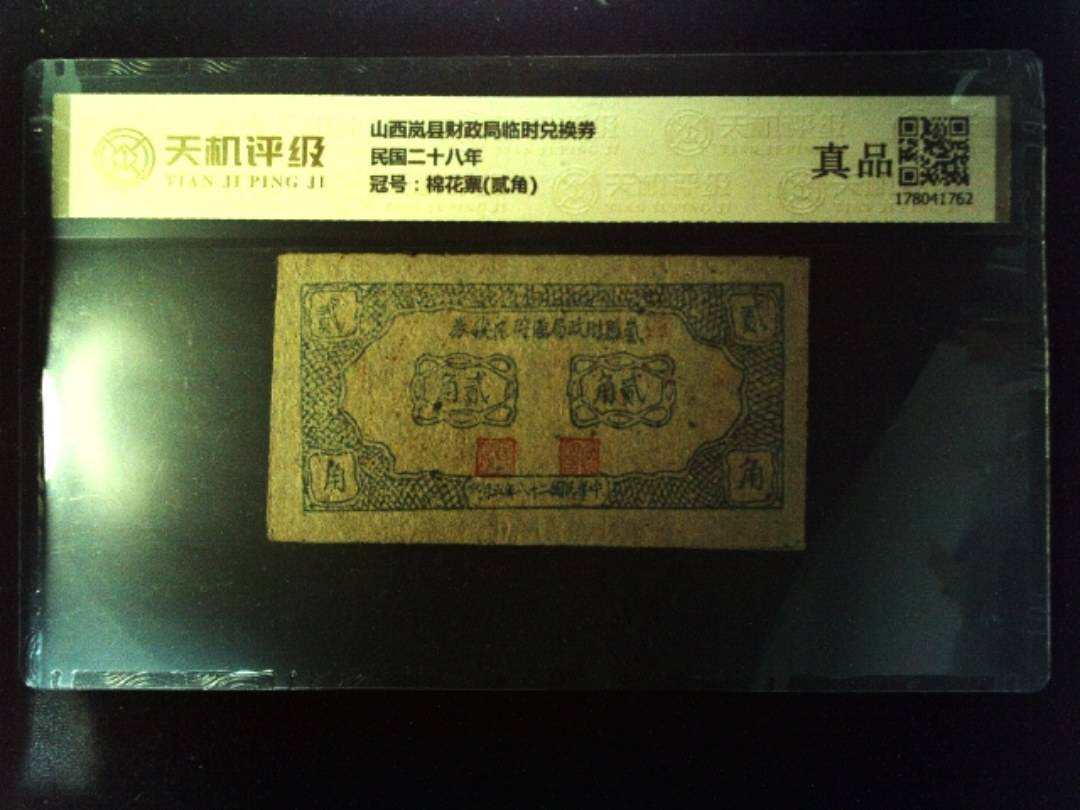 天机评级
TIAN JI PING JI
山西岚县财政局临时兑换券
民国二十八年
冠号：棉花票(贰角)
真品
178041762
贰
贰
角贰
角贰
角
角